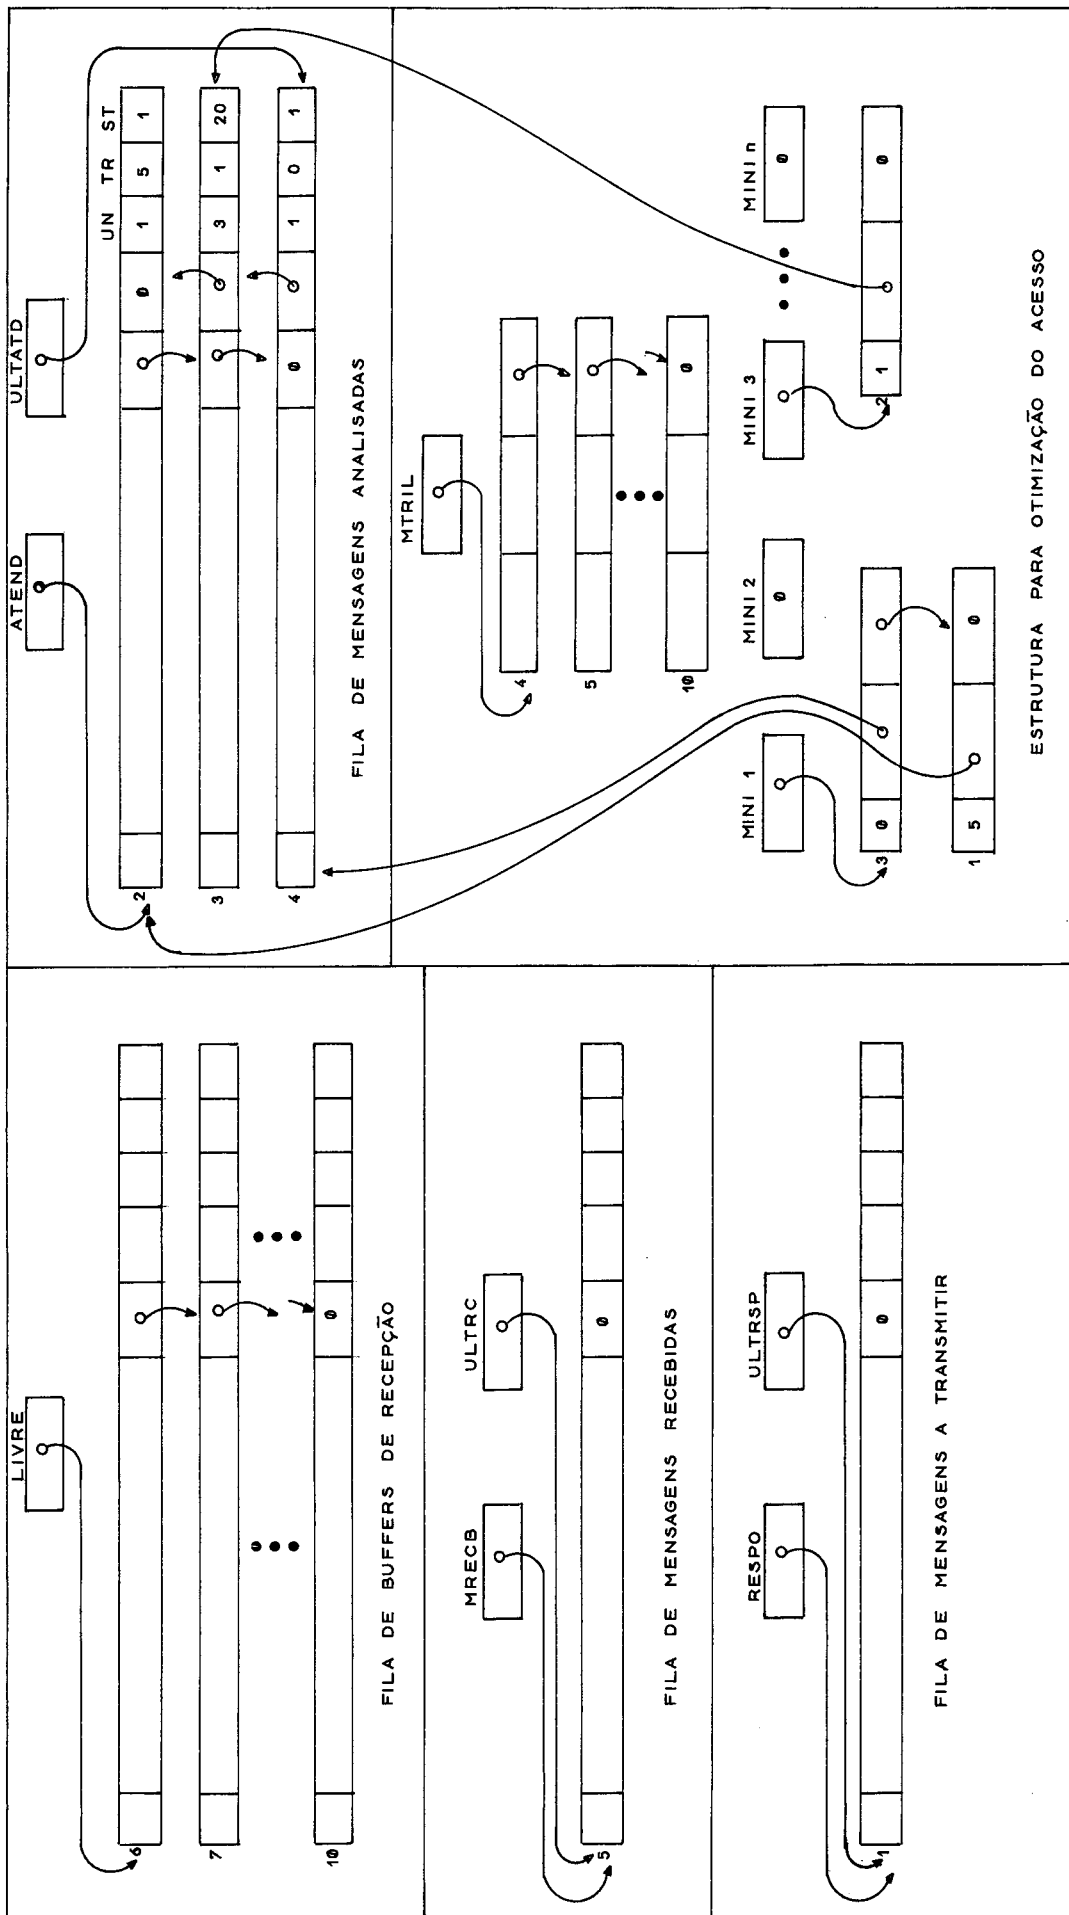 LIVRE
6
7
10
0
FILA DE BUFFERS DE RECEPÇÃO
MRECB ULTRC
5 0
FILA DE MENSAGENS RECEBIDAS
RESPO ULTRSP
1 0
FILA DE MENSAGENS A TRANSMITIR
ATEND ULTATD
UN TR ST
2 0 1 5 1
3 3 1 20
4 0 1 0 1
FILA DE MENSAGENS ANALISADAS
MTRIL
4
5
10 0
MINI 1 MINI 2 MINI 3 MINI n
0 0
3 0
2 1 0
1 5 0
ESTRUTURA PARA OTIMIZAÇÃO DO ACESSO